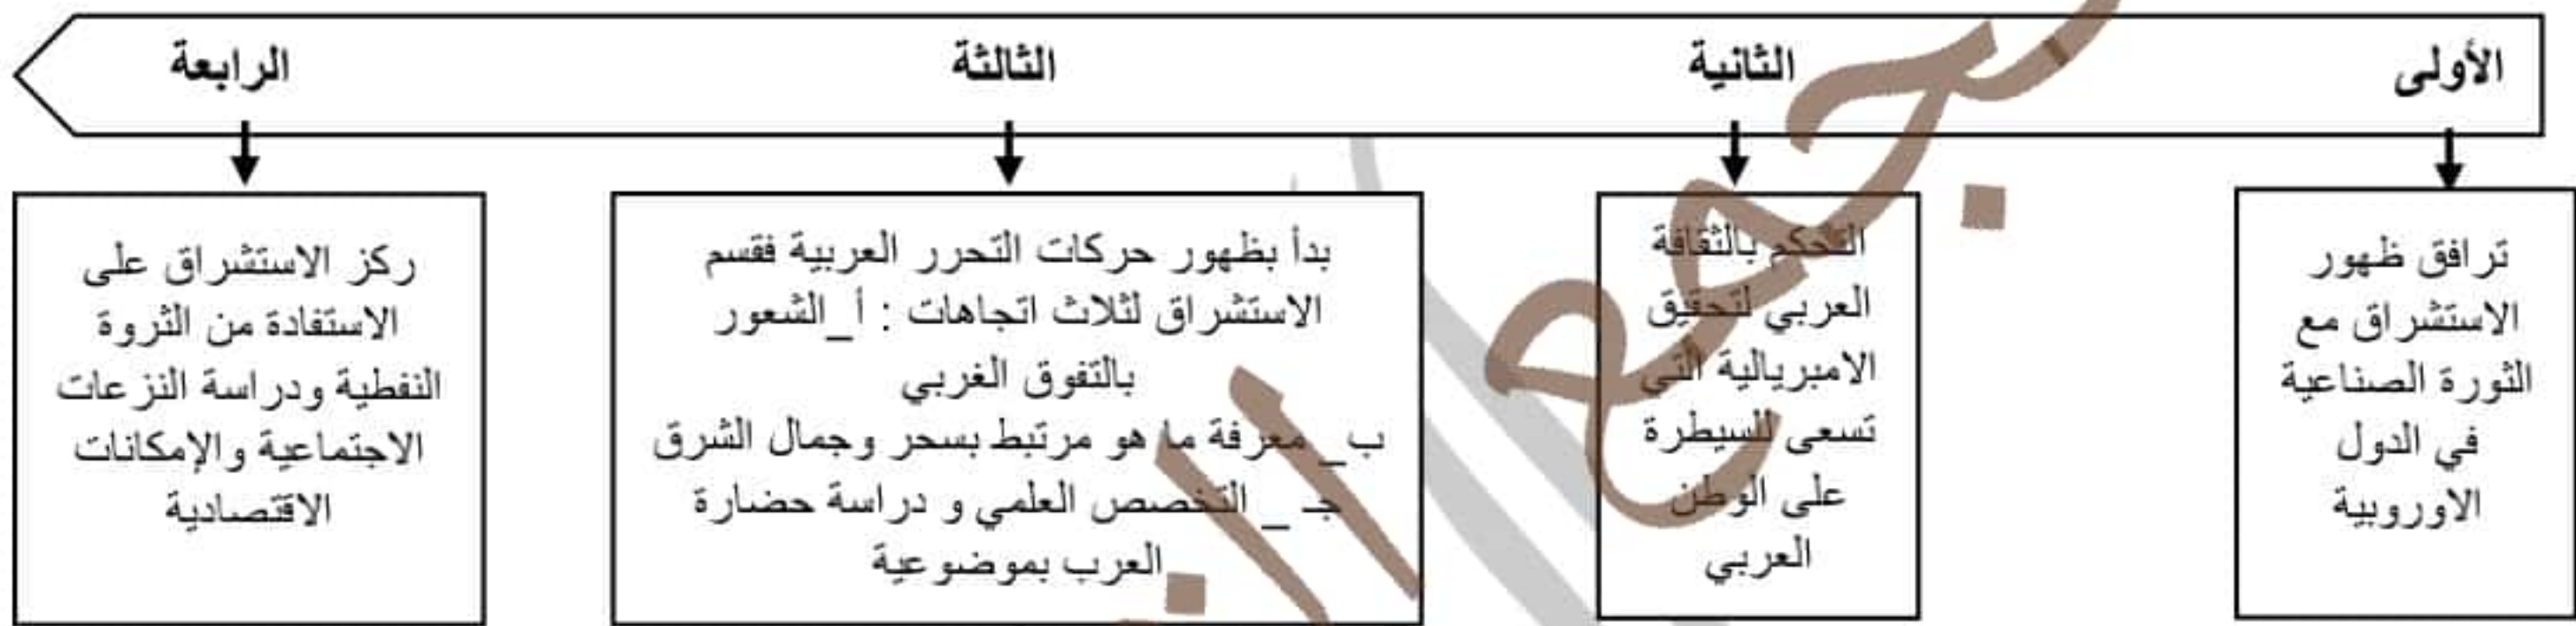 الأولى
الثانية
الثالثة
الرابعة
ترافق ظهور
الاستشراق مع
الثورة الصناعية
في الدول
الاوروبية
التحكم بالثقافة
العربي لتحقيق
الامبريالية التي
تسعى للسيطرة
على الوطن
العربي
بدأ بظهور حركات التحرر العربية فقسم
الاستشراق لثلاث اتجاهات : أ_الشعور
بالتفوق الغربي
ب_ معرفة ما هو مرتبط بسحر وجمال الشرق
جـ _ التخصص العلمي و دراسة حضارة
العرب بموضوعية
ركز الاستشراق على
الاستفادة من الثروة
النفطية ودراسة النزعات
الاجتماعية والإمكانات
الاقتصادية